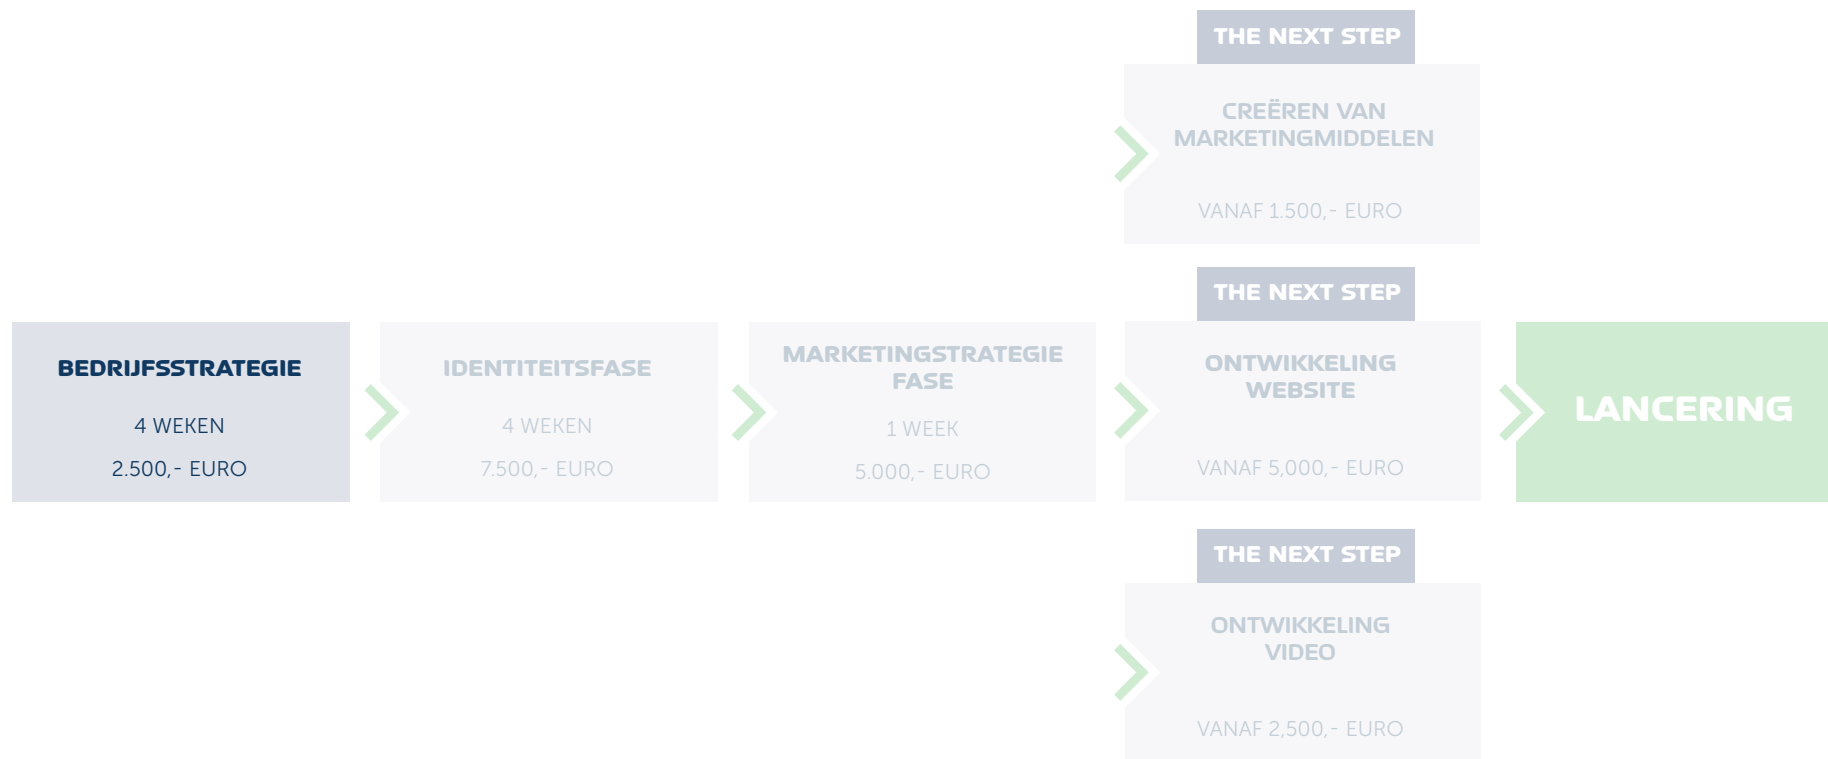 BEDRIJFSSTRATEGIE
4 WEKEN
2.500,- EURO
IDENTITEITSFASE
4 WEKEN
7.500,- EURO
MARKETINGSTRATEGIE
FASE
1 WEEK
5.000,- EURO
THE NEXT STEP
CREËREN VAN
MARKETINGMIDDELEN
VANAF 1.500,- EURO
THE NEXT STEP
ONTWIKKELING
WEBSITE
VANAF 5,000,- EURO
THE NEXT STEP
ONTWIKKELING
VIDEO
VANAF 2,500,- EURO
LANCERING